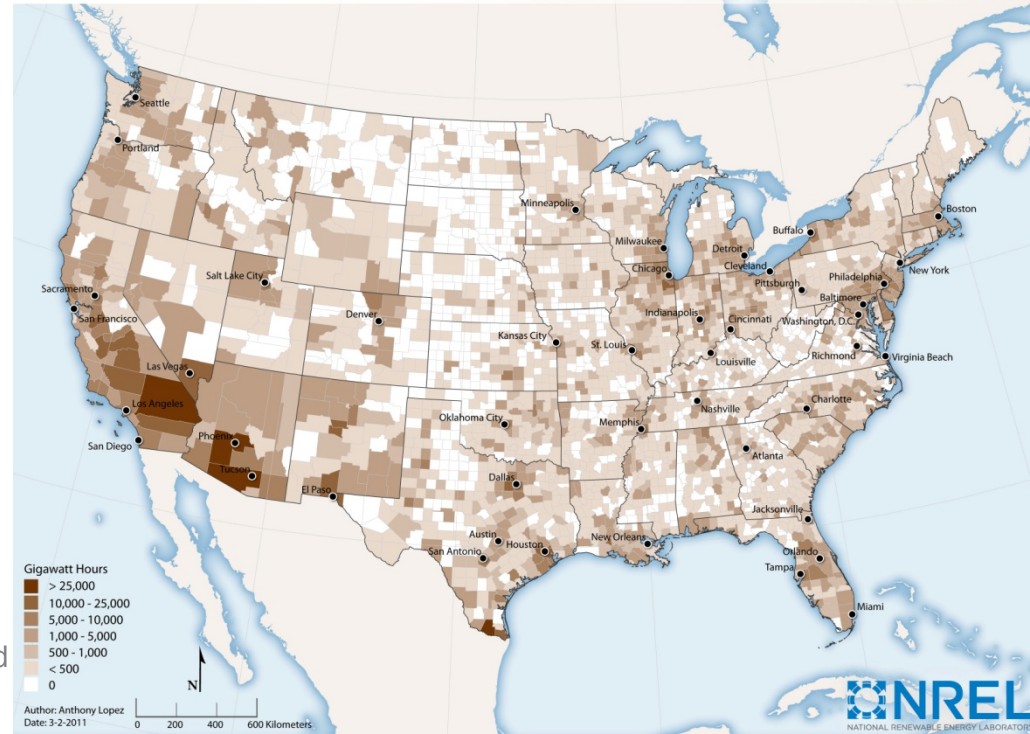 Seattle
Portland
Minneapolis
Boston
Buffalo
Milwaukee
Detroit
New York
Chicago
Cleveland
Salt Lake City
Philadelphia
Pittsburgh
Sacramento
Baltimore
San Francisco
Denver
Indianapolis
Cincinnati
Washington, D.C.
Kansas City
St. Louis
Louisville
Richmond
Virginia Beach
Las Vegas
Los Angeles
Nashville
Charlotte
Oklahoma City
Memphis
Phoenix
San Diego
Atlanta
Tucson
Dallas
El Paso
Jacksonville
Austin
New Orleans
San Antonio
Houston
Orlando
Tampa
Miami
Gigawatt Hours
> 25,000
10,000 - 25,000
5,000 - 10,000
1,000 - 5,000
500 - 1,000
< 500
0
d
N
Author: Anthony Lopez
Date: 3-2-2011
0 200 400 600 Kilometers
NREL
NATIONAL RENEWABLE ENERGY LABORATORY